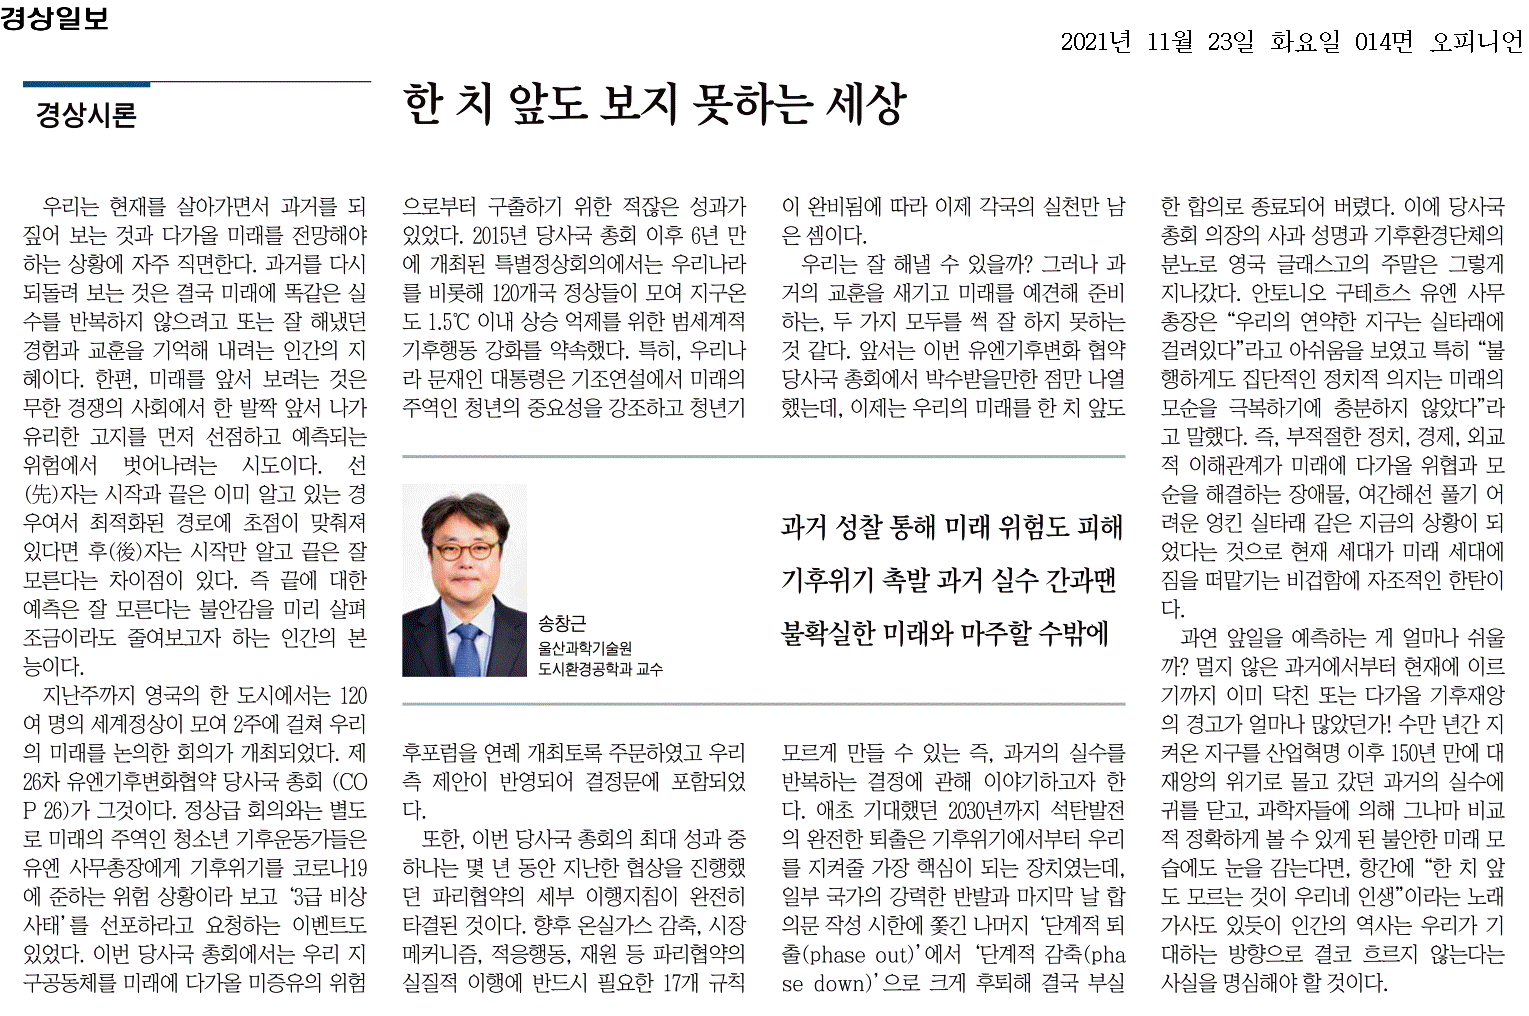 경상일보
2021년 11월 23일 화요일 014면 오피니언
경상시론
한 치 앞도 보지 못하는 세상
우리는 현재를 살아가면서 과거를 되
짚어 보는 것과 다가올 미래를 전망해야
하는 상황에 자주 직면한다. 과거를 다시
되돌려 보는 것은 결국 미래에 똑같은 실
수를 반복하지 않으려고 또는 잘 해냈던
경험과 교훈을 기억해 내려는 인간의 지
혜이다. 한편, 미래를 앞서 보려는 것은
무한 경쟁의 사회에서 한 발짝 앞서 나가
유리한 고지를 먼저 선점하고 예측되는
위험에서 벗어나려는 시도이다. 선
(先)자는 시작과 끝은 이미 알고 있는 경
우여서 최적화된 경로에 초점이 맞춰져
있다면 후(後)자는 시작만 알고 끝은 잘
모른다는 차이점이 있다. 즉 끝에 대한
예측은 잘 모른다는 불안감을 미리 살펴
조금이라도 줄여보고자 하는 인간의 본
능이다.
지난주까지 영국의 한 도시에서는 120
여 명의 세계정상이 모여 2주에 걸쳐 우리
의 미래를 논의한 회의가 개최되었다. 제
26차 유엔기후변화협약 당사국 총회 (CO
P 26)가 그것이다. 정상급 회의와는 별도
로 미래의 주역인 청소년 기후운동가들은
유엔 사무총장에게 기후위기를 코로나19
에 준하는 위험 상황이라 보고 ‘3급 비상
사태’를 선포하라고 요청하는 이벤트도
있었다. 이번 당사국 총회에서는 우리 지
구공동체를 미래에 다가올 미증유의 위험
으로부터 구출하기 위한 적잖은 성과가
있었다. 2015년 당사국 총회 이후 6년 만
에 개최된 특별정상회의에서는 우리나라
를 비롯해 120개국 정상들이 모여 지구온
도 1.5℃ 이내 상승 억제를 위한 범세계적
기후행동 강화를 약속했다. 특히, 우리나
라 문재인 대통령은 기조연설에서 미래의
주역인 청년의 중요성을 강조하고 청년기
송창근
울산과학기술원
도시환경공학과 교수
과거 성찰 통해 미래 위험도 피해
기후위기 촉발 과거 실수 간과땐
불확실한 미래와 마주할 수밖에
후포럼을 연례 개최토록 주문하였고 우리
측 제안이 반영되어 결정문에 포함되었
다.
또한, 이번 당사국 총회의 최대 성과 중
하나는 몇 년 동안 지난한 협상을 진행했
던 파리협약의 세부 이행지침이 완전히
타결된 것이다. 향후 온실가스 감축, 시장
메커니즘, 적응행동, 재원 등 파리협약의
실질적 이행에 반드시 필요한 17개 규칙
이 완비됨에 따라 이제 각국의 실천만 남
은 셈이다.
우리는 잘 해낼 수 있을까? 그러나 과
거의 교훈을 새기고 미래를 예견해 준비
하는, 두 가지 모두를 썩 잘 하지 못하는
것 같다. 앞서는 이번 유엔기후변화 협약
당사국 총회에서 박수받을만한 점만 나열
했는데, 이제는 우리의 미래를 한 치 앞도
모르게 만들 수 있는 즉, 과거의 실수를
반복하는 결정에 관해 이야기하고자 한
다. 애초 기대했던 2030년까지 석탄발전
의 완전한 퇴출은 기후위기에서부터 우리
를 지켜줄 가장 핵심이 되는 장치였는데,
일부 국가의 강력한 반발과 마지막 날 합
의문 작성 시한에 쫓긴 나머지 ‘단계적 퇴
출(phase out)’에서 ‘단계적 감축(pha
se down)’으로 크게 후퇴해 결국 부실
한 합의로 종료되어 버렸다. 이에 당사국
총회 의장의 사과 성명과 기후환경단체의
분노로 영국 글래스고의 주말은 그렇게
지나갔다. 안토니오 구테흐스 유엔 사무
총장은 “우리의 연약한 지구는 실타래에
걸려있다”라고 아쉬움을 보였고 특히 “불
행하게도 집단적인 정치적 의지는 미래의
모순을 극복하기에 충분하지 않았다”라
고 말했다. 즉, 부적절한 정치, 경제, 외교
적 이해관계가 미래에 다가올 위협과 모
순을 해결하는 장애물, 여간해선 풀기 어
려운 엉킨 실타래 같은 지금의 상황이 되
었다는 것으로 현재 세대가 미래 세대에
짐을 떠맡기는 비겁함에 자조적인 한탄이
다.
과연 앞일을 예측하는 게 얼마나 쉬울
까? 멀지 않은 과거에서부터 현재에 이르
기까지 이미 닥친 또는 다가올 기후재앙
의 경고가 얼마나 많았던가! 수만 년간 지
켜온 지구를 산업혁명 이후 150년 만에 대
재앙의 위기로 몰고 갔던 과거의 실수에
귀를 닫고, 과학자들에 의해 그나마 비교
적 정확하게 볼 수 있게 된 불안한 미래 모
습에도 눈을 감는다면, 항간에 “한 치 앞
도 모르는 것이 우리네 인생”이라는 노래
가사도 있듯이 인간의 역사는 우리가 기
대하는 방향으로 결코 흐르지 않는다는
사실을 명심해야 할 것이다.